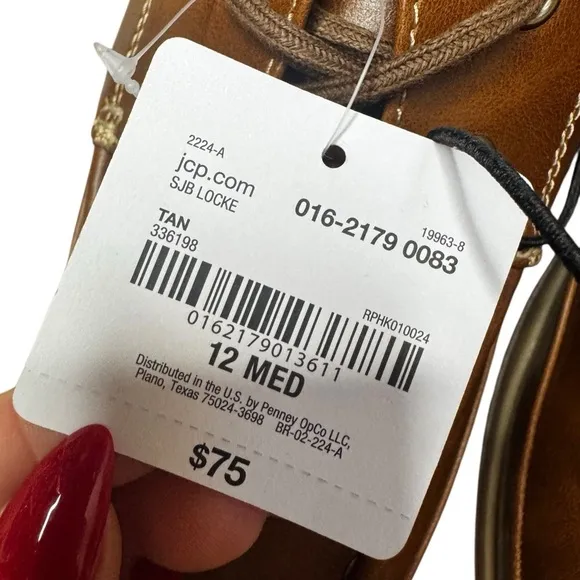 2224-A
jcp.com
SJB LOCKE
016-2179 0083
19963-8
TAN
336198
RPHK010024
0162179013611
12 MED
Distributed in the U.S. by Penney OpCo LLC,
Plano, Texas 75024-3698 BR-02-224-A
$75